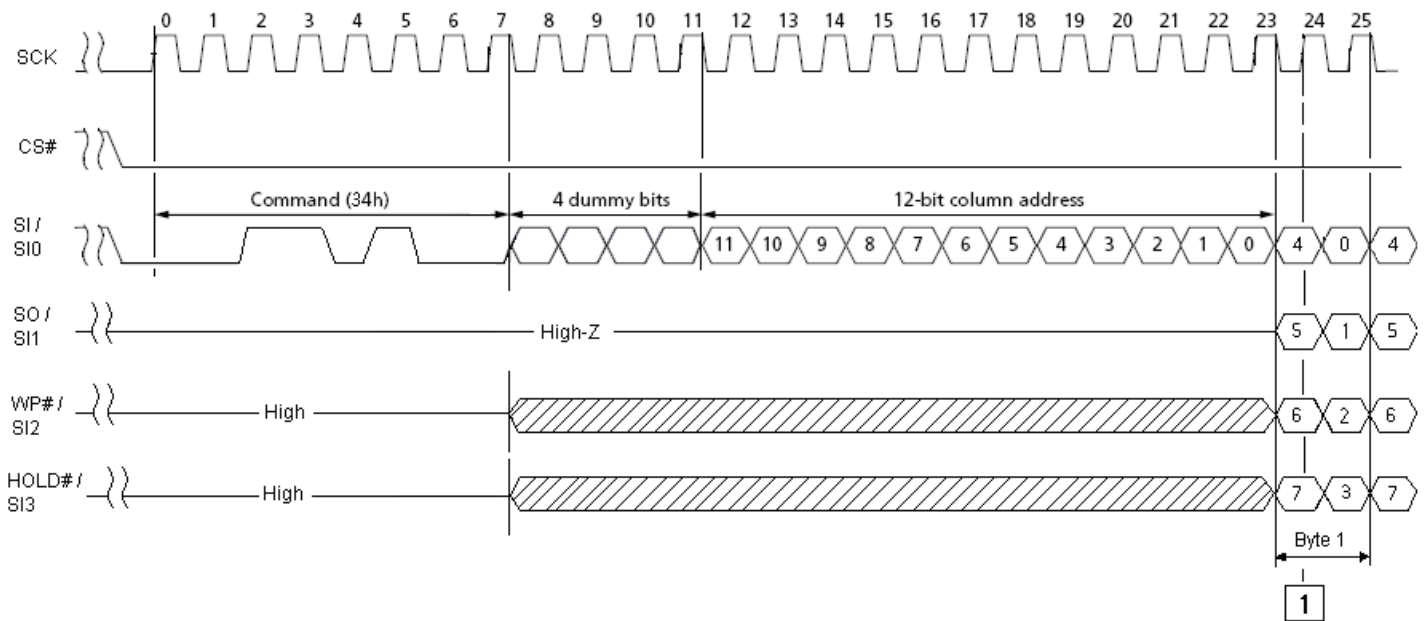 0 1 2 3 4 5 6 7 8 9 10 11 12 13 14 15 16 17 18 19 20 21 22 23 24 25
SCK
CS#
Command (34h) 4 dummy bits 12-bit column address
SI /
SI0
11 10 9 8 7 6 5 4 3 2 1 0 4 0 4
SO /
SI1
High-Z
5 1 5
WP# /
SI2
High
6 2 6
HOLD# /
SI3
High
7 3 7
Byte 1
1